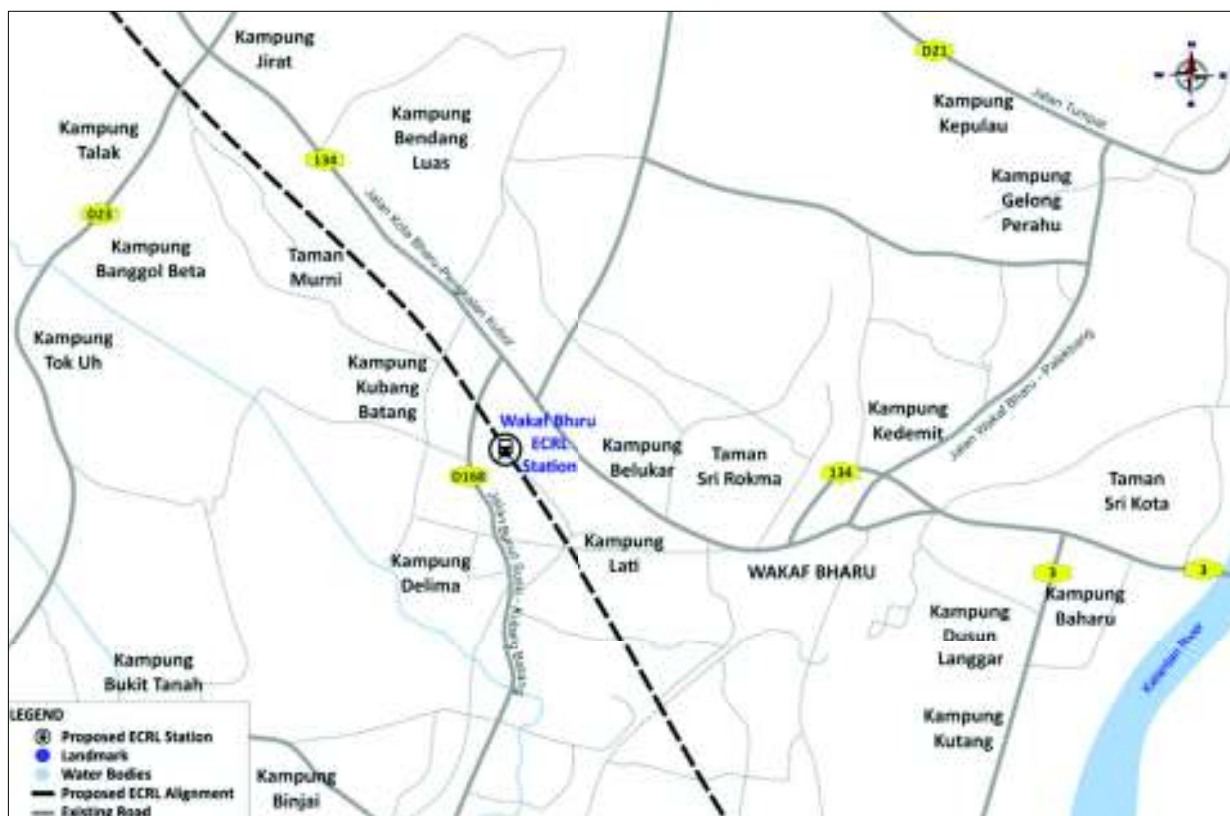 Kampung
Jirat
D21
Jalan Tumpat
Kampung
Kepulau
Kampung
Bendang
Luas
Kampung
Talak
134
Kampung
Gelong
Perahu
D23
Kampung
Banggol Beta
Taman
Murni
Jalan Kota Bharu-
Kampung
Tok Uh
Kampung
Kubang
Batang
Jalan Wakaf Bharu - Palekbang
Kampung
Kedemit
Wakaf Bharu
ECRL
Station
Kampung
Belukar
Taman
Sri Rokma
134
Taman
Sri Kota
D168
Kampung
Delima
Kampung
Lati
WAKAF BHARU
3
3
Kampung
Baharu
Kampung
Dusun
Langgar
Kelantan River
Kampung
Bukit Tanah
Kampung
Kutang
Kampung
Binjai
LEGEND
Proposed ECRL Station
Landmark
Water Bodies
Proposed ECRL Alignment
Existing Road